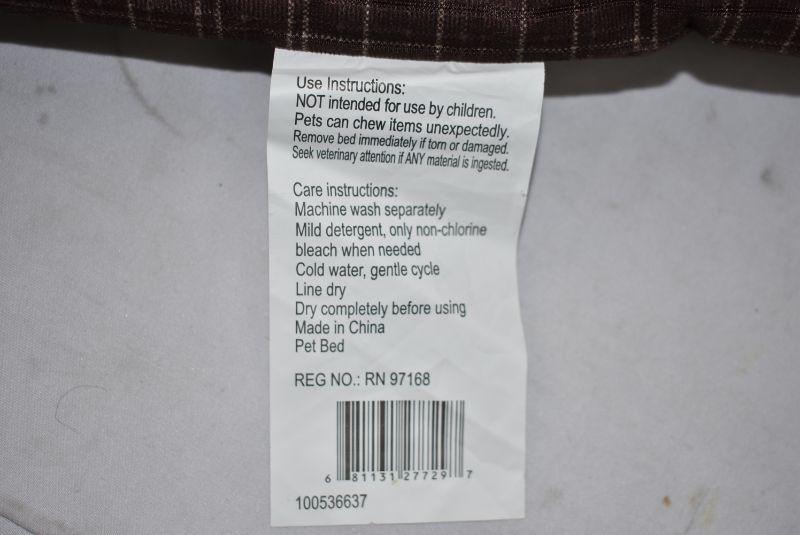 Use Instructions:
NOT intended for use by children.
Pets can chew items unexpectedly.
Remove bed immediately if torn or damaged.
Seek veterinary attention if ANY material is ingested.
Care instructions:
Machine wash separately
Mild detergent, only non-chlorine
bleach when needed
Cold water, gentle cycle
Line dry
Dry completely before using
Made in China
Pet Bed
REG NO.: RN 97168
6 81131 27729 7
100536637